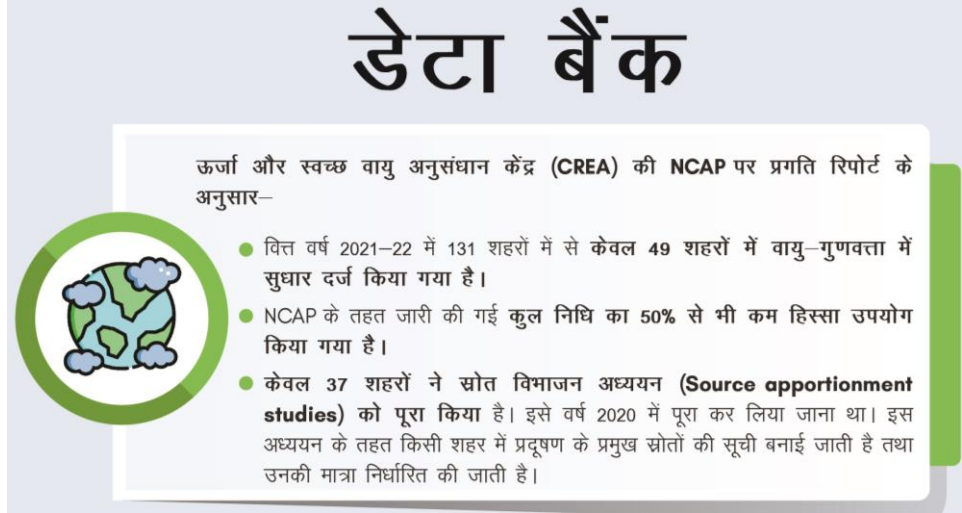 डेटा बैंक
ऊर्जा और स्वच्छ वायु अनुसंधान केंद्र (CREA) की NCAP पर प्रगति रिपोर्ट के
अनुसार–
वित्त वर्ष 2021–22 में 131 शहरों में से केवल 49 शहरों में वायु–गुणवत्ता में
सुधार दर्ज किया गया है।
NCAP के तहत जारी की गई कुल निधि का 50% से भी कम हिस्सा उपयोग
किया गया है।
केवल 37 शहरों ने स्रोत विभाजन अध्ययन (Source apportionment
studies) को पूरा किया है। इसे वर्ष 2020 में पूरा कर लिया जाना था। इस
अध्ययन के तहत किसी शहर में प्रदूषण के प्रमुख स्रोतों की सूची बनाई जाती है तथा
उनकी मात्रा निर्धारित की जाती है।